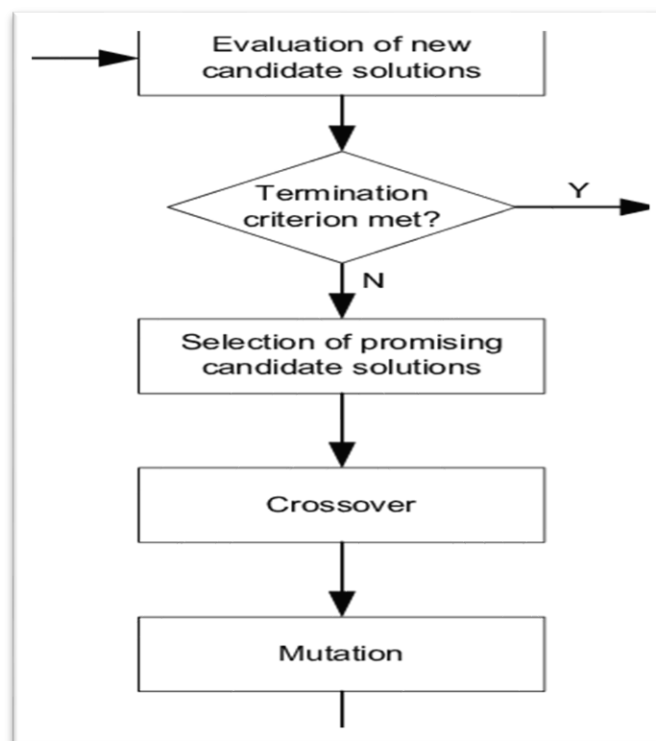 Evaluation of new
candidate solutions
Termination
criterion met?
Y
N
Selection of promising
candidate solutions
Crossover
Mutation